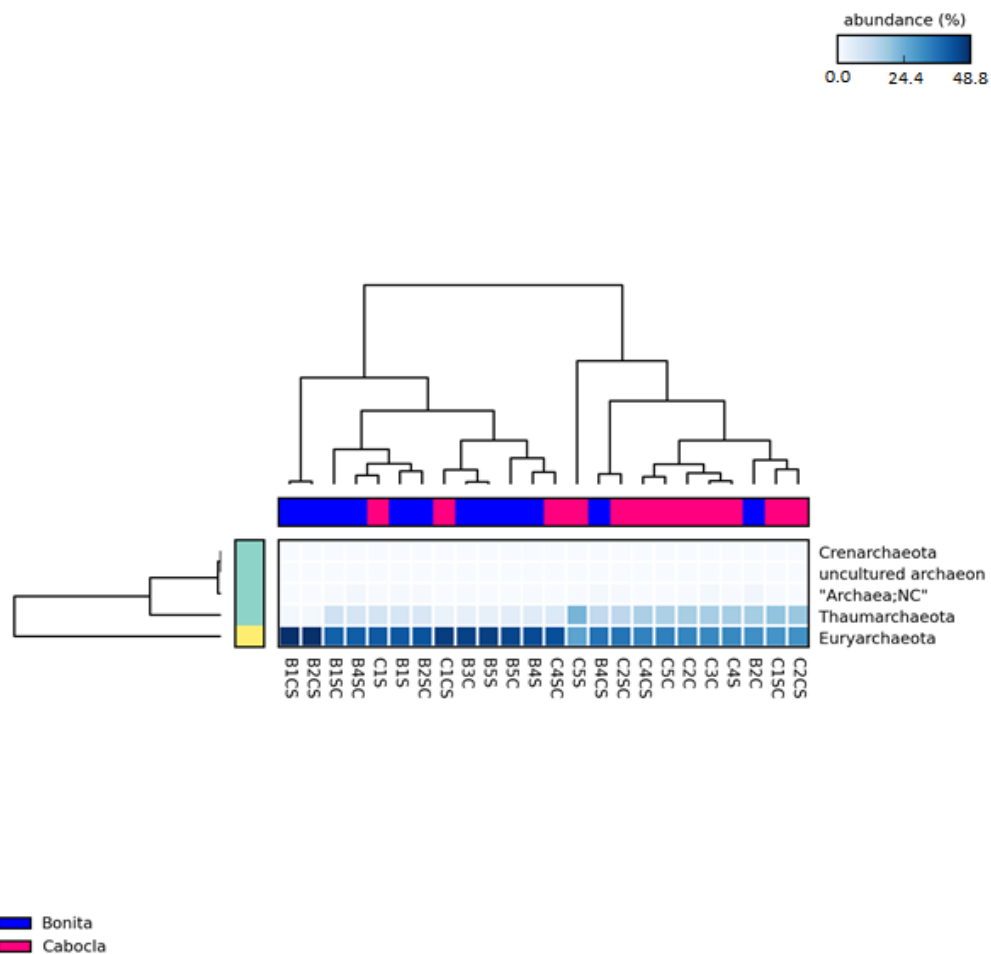 abundance (%)
0.0 24.4 48.8
Crenarchaeota
uncultured archaeon
"Archaea;NC"
Thaumarchaeota
Euryarchaeota
B1CS B2CS B1SC B4SC C1S B1S B2SC C1CS B3C B5S B5C B4S C4SC C5S B4CS C2SC C4CS C5C C2C C3C C4S B2C C1SC C2CS
Bonita
Cabocla